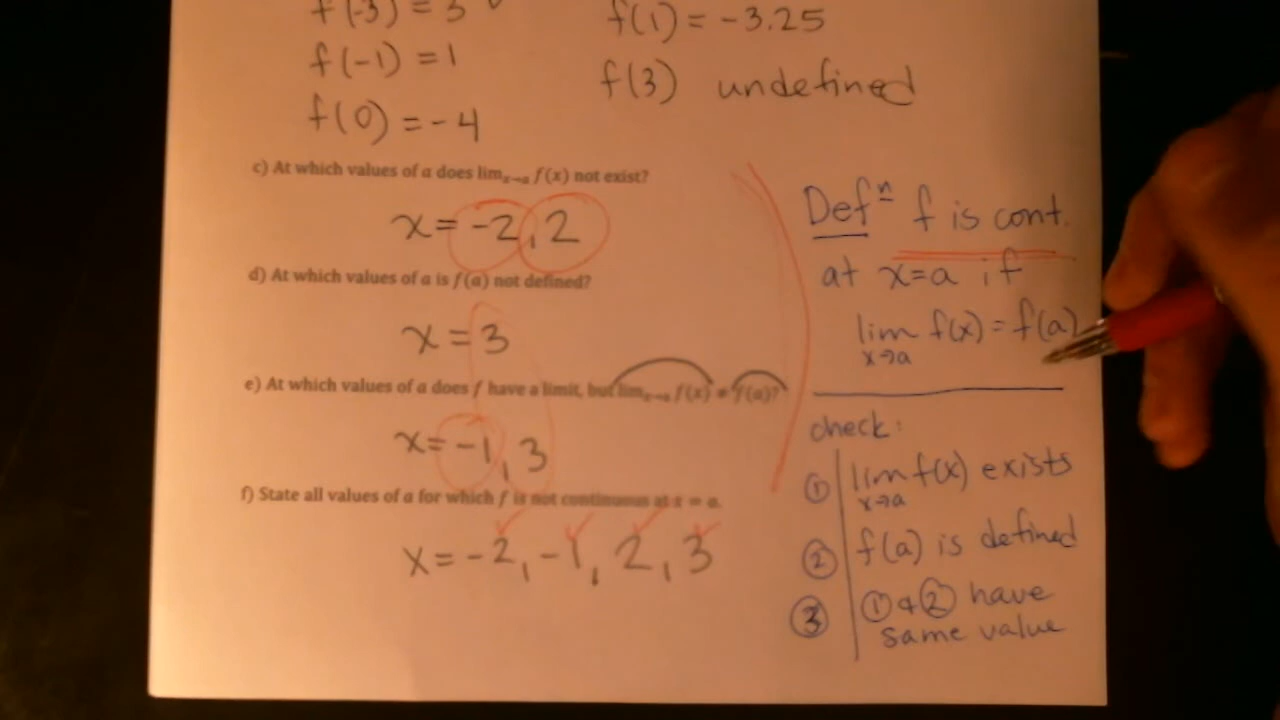 f(-3) = 3
f(-1) = 1
f(0) = -4
f(1) = -3.25
f(3) undefined
c) At which values of a does lim x→a f(x) not exist?
x = -2, 2
d) At which values of a is f(a) not defined?
x = 3
e) At which values of a does f have a limit, but lim x→a f(x) ≠ f(a)?
x = -1, 3
f) State all values of a for which f is not continuous at x = a.
x = -2, -1, 2, 3
Defⁿ f is cont.
at x=a if
lim f(x) = f(a)
x→a
check:
① lim f(x) exists
x→a
② f(a) is defined
③ ① & ② have
same value